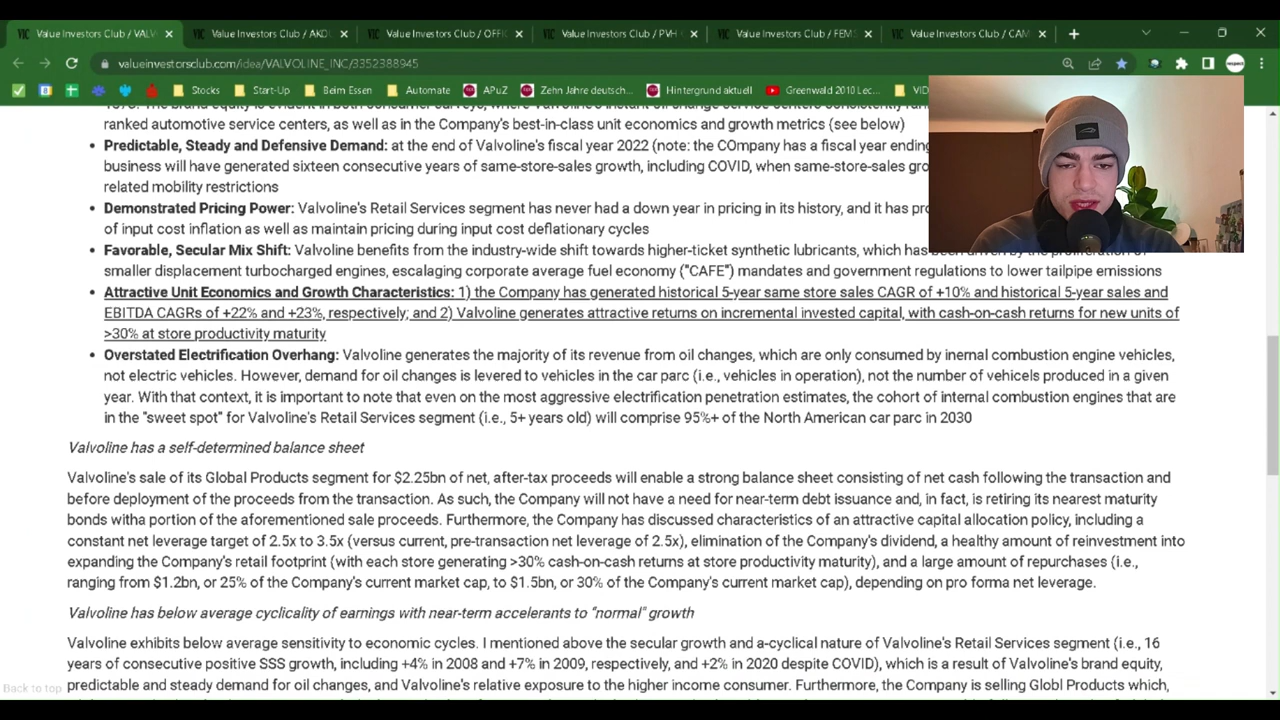 Value Investors Club / VALV
Value Investors Club / AKO
Value Investors Club / OFFI
Value Investors Club / PVH
Value Investors Club / FEMS
Value Investors Club / CAM
valueinvestorsclub.com/idea/VALVOLINE_INC/3352388945
Stocks
Start-Up
Beim Essen
Automate
APuZ
Zehn Jahre deutsch...
Hintergrund aktuell
Greenwald 2010 Lec...
VID
ranked automotive service centers, as well as in the Company's best-in-class unit economics and growth metrics (see below)
• Predictable, Steady and Defensive Demand: at the end of Valvoline's fiscal year 2022 (note: the COmpany has a fiscal year ending
business will have generated sixteen consecutive years of same-store-sales growth, including COVID, when same-store-sales gro
related mobility restrictions
• Demonstrated Pricing Power: Valvoline's Retail Services segment has never had a down year in pricing in its history, and it has pro
of input cost inflation as well as maintain pricing during input cost deflationary cycles
• Favorable, Secular Mix Shift: Valvoline benefits from the industry-wide shift towards higher-ticket synthetic lubricants, which has been driven by the proliferation of
smaller displacement turbocharged engines, escalaging corporate average fuel economy ("CAFE") mandates and government regulations to lower tailpipe emissions
• Attractive Unit Economics and Growth Characteristics: 1) the Company has generated historical 5-year same store sales CAGR of +10% and historical 5-year sales and
EBITDA CAGRs of +22% and +23%, respectively; and 2) Valvoline generates attractive returns on incremental invested capital, with cash-on-cash returns for new units of
>30% at store productivity maturity
• Overstated Electrification Overhang: Valvoline generates the majority of its revenue from oil changes, which are only consumed by inernal combustion engine vehicles,
not electric vehicles. However, demand for oil changes is levered to vehicles in the car parc (i.e., vehicles in operation), not the number of vehicels produced in a given
year. With that context, it is important to note that even on the most aggressive electrification penetration estimates, the cohort of internal combustion engines that are
in the "sweet spot" for Valvoline's Retail Services segment (i.e., 5+ years old) will comprise 95%+ of the North American car parc in 2030
Valvoline has a self-determined balance sheet
Valvoline's sale of its Global Products segment for $2.25bn of net, after-tax proceeds will enable a strong balance sheet consisting of net cash following the transaction and
before deployment of the proceeds from the transaction. As such, the Company will not have a need for near-term debt issuance and, in fact, is retiring its nearest maturity
bonds witha portion of the aforementioned sale proceeds. Furthermore, the Company has discussed characteristics of an attractive capital allocation policy, including a
constant net leverage target of 2.5x to 3.5x (versus current, pre-transaction net leverage of 2.5x), elimination of the Company's dividend, a healthy amount of reinvestment into
expanding the Company's retail footprint (with each store generating >30% cash-on-cash returns at store productivity maturity), and a large amount of repurchases (i.e.,
ranging from $1.2bn, or 25% of the Company's current market cap, to $1.5bn, or 30% of the Company's current market cap), depending on pro forma net leverage.
Valvoline has below average cyclicality of earnings with near-term accelerants to "normal" growth
Valvoline exhibits below average sensitivity to economic cycles. I mentioned above the secular growth and a-cyclical nature of Valvoline's Retail Services segment (i.e., 16
years of consecutive positive SSS growth, including +4% in 2008 and +7% in 2009, respectively, and +2% in 2020 despite COVID), which is a result of Valvoline's brand equity,
Back to top
predictable and steady demand for oil changes, and Valvoline's relative exposure to the higher income consumer. Furthermore, the Company is selling Globl Products which,